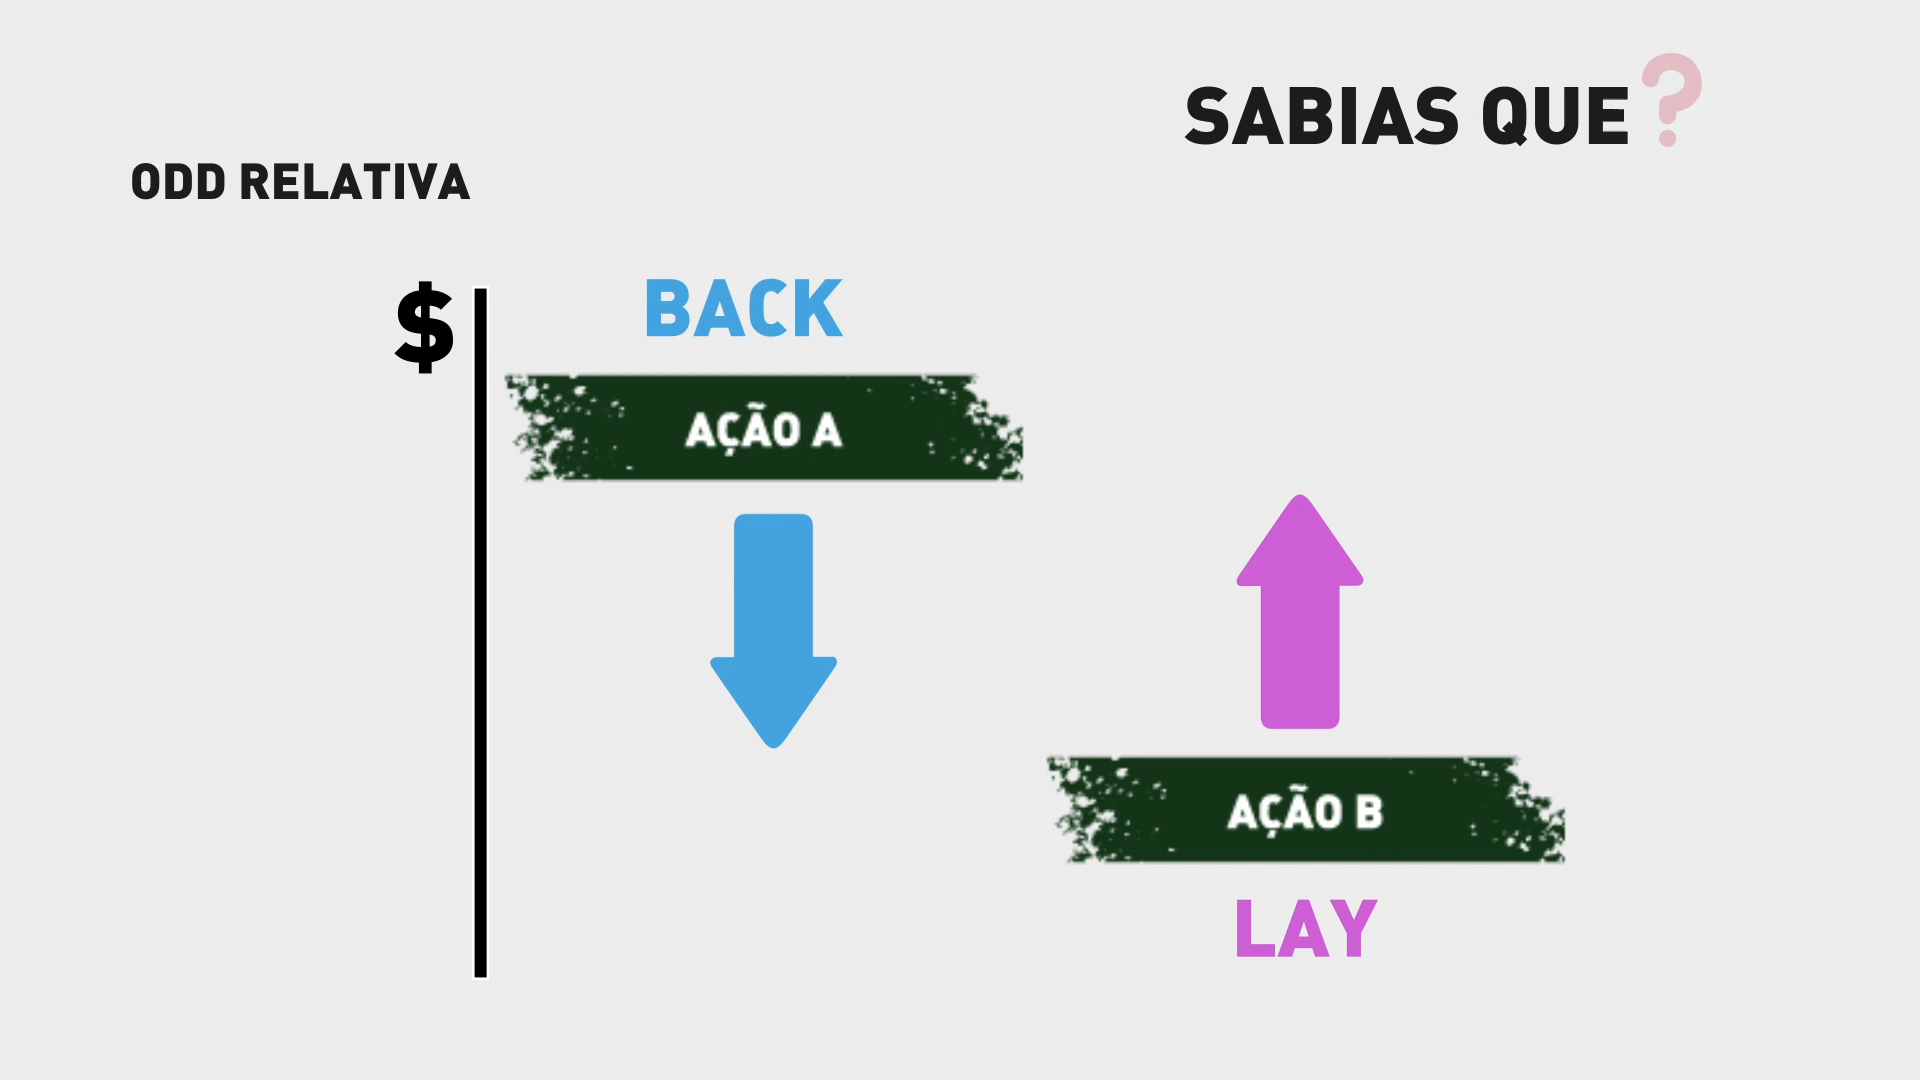 SABIAS QUE?
ODD RELATIVA
$
BACK
AÇÃO A
AÇÃO B
LAY